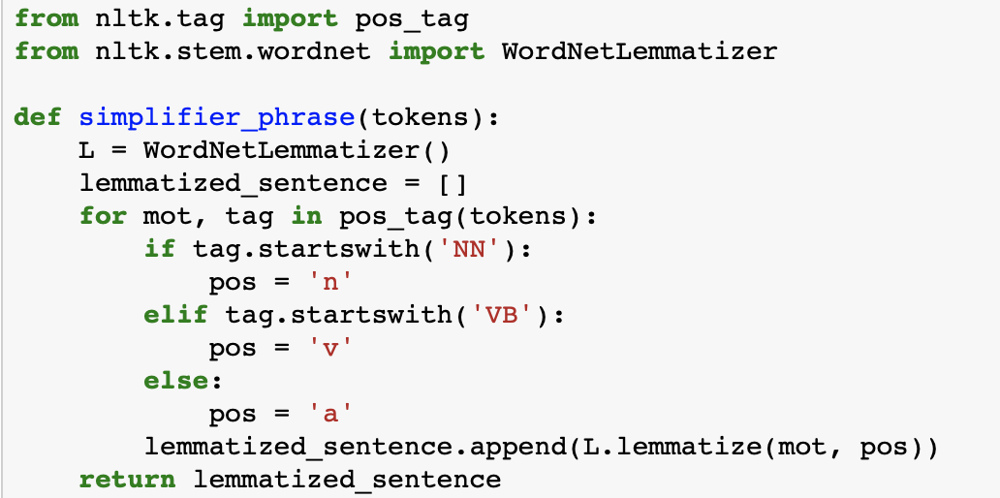 from nltk.tag import pos_tag
from nltk.stem.wordnet import WordNetLemmatizer

def simplifier_phrase(tokens):
    L = WordNetLemmatizer()
    lemmatized_sentence = []
    for mot, tag in pos_tag(tokens):
        if tag.startswith('NN'):
            pos = 'n'
        elif tag.startswith('VB'):
            pos = 'v'
        else:
            pos = 'a'
        lemmatized_sentence.append(L.lemmatize(mot, pos))
    return lemmatized_sentence